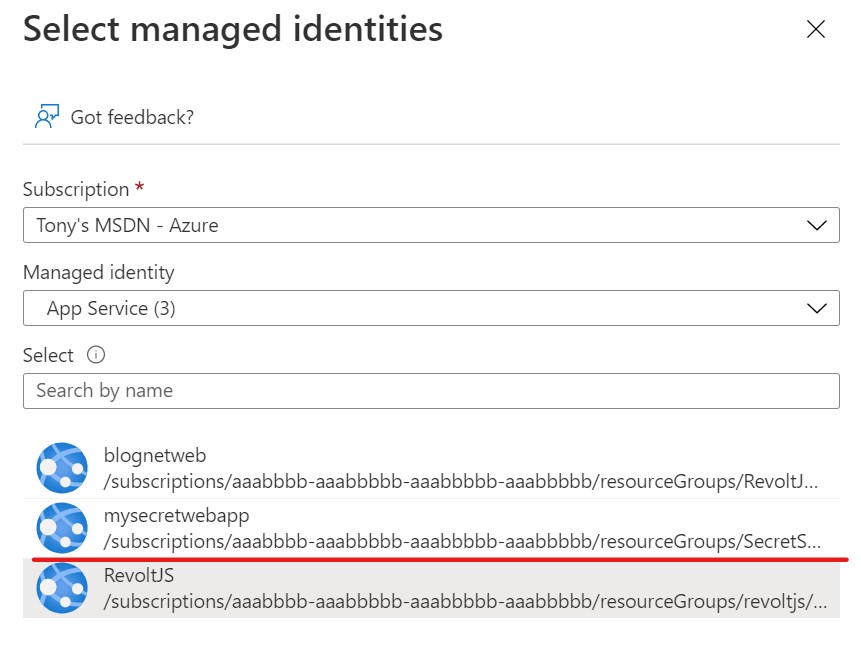 Select managed identities
Got feedback?
Subscription *
Tony's MSDN - Azure
Managed identity
App Service (3)
Select
Search by name
blognetweb
/subscriptions/aaabbbb-aaabbbbb-aaabbbbb-aaabbbbb/resourceGroups/RevoltJ...
mysecretwebapp
/subscriptions/aaabbbb-aaabbbbb-aaabbbbb-aaabbbbb/resourceGroups/SecretS...
RevoltJS
/subscriptions/aaabbbb-aaabbbbb-aaabbbbb-aaabbbbb/resourceGroups/revoltjs/...